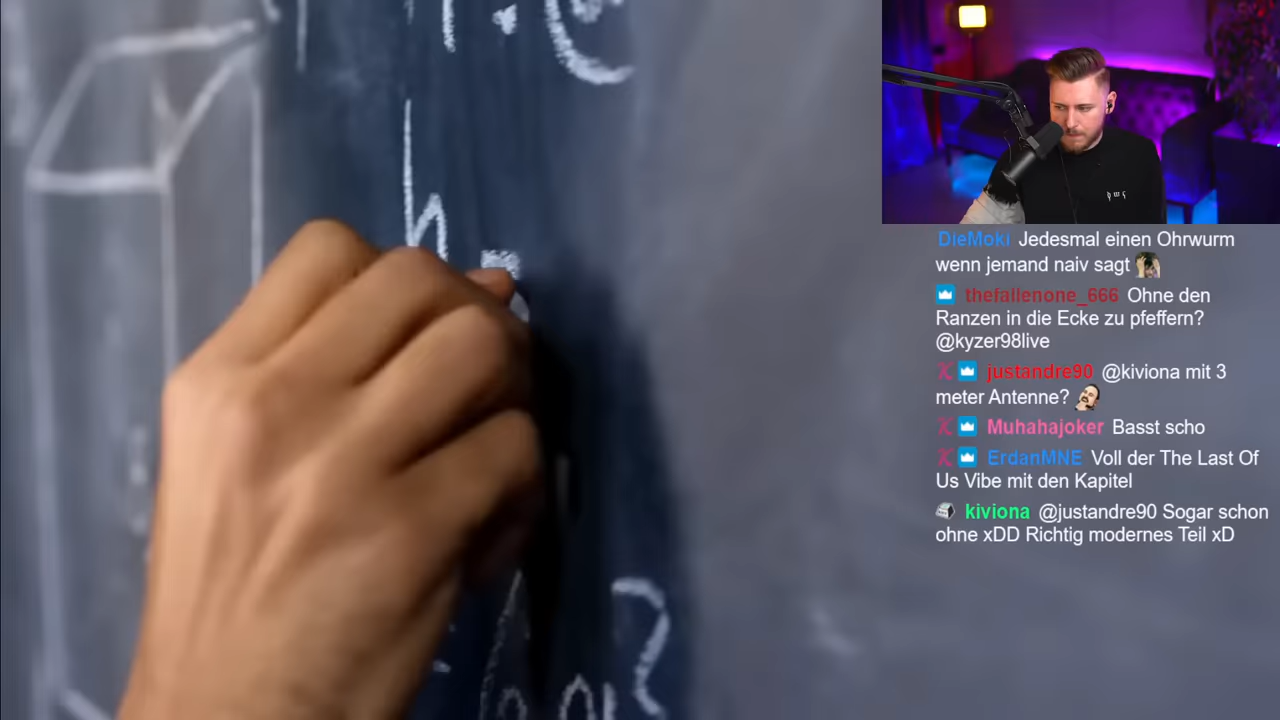 h
DieMoki Jedesmal einen Ohrwurm
wenn jemand naiv sagt
thefallenone_666 Ohne den
Ranzen in die Ecke zu pfeffern?
@kyzer98live
justandre90 @kiviona mit 3
meter Antenne?
Muhahajoker Basst scho
ErdanMNE Voll der The Last Of
Us Vibe mit den Kapitel
kiviona @justandre90 Sogar schon
ohne xDD Richtig modernes Teil xD